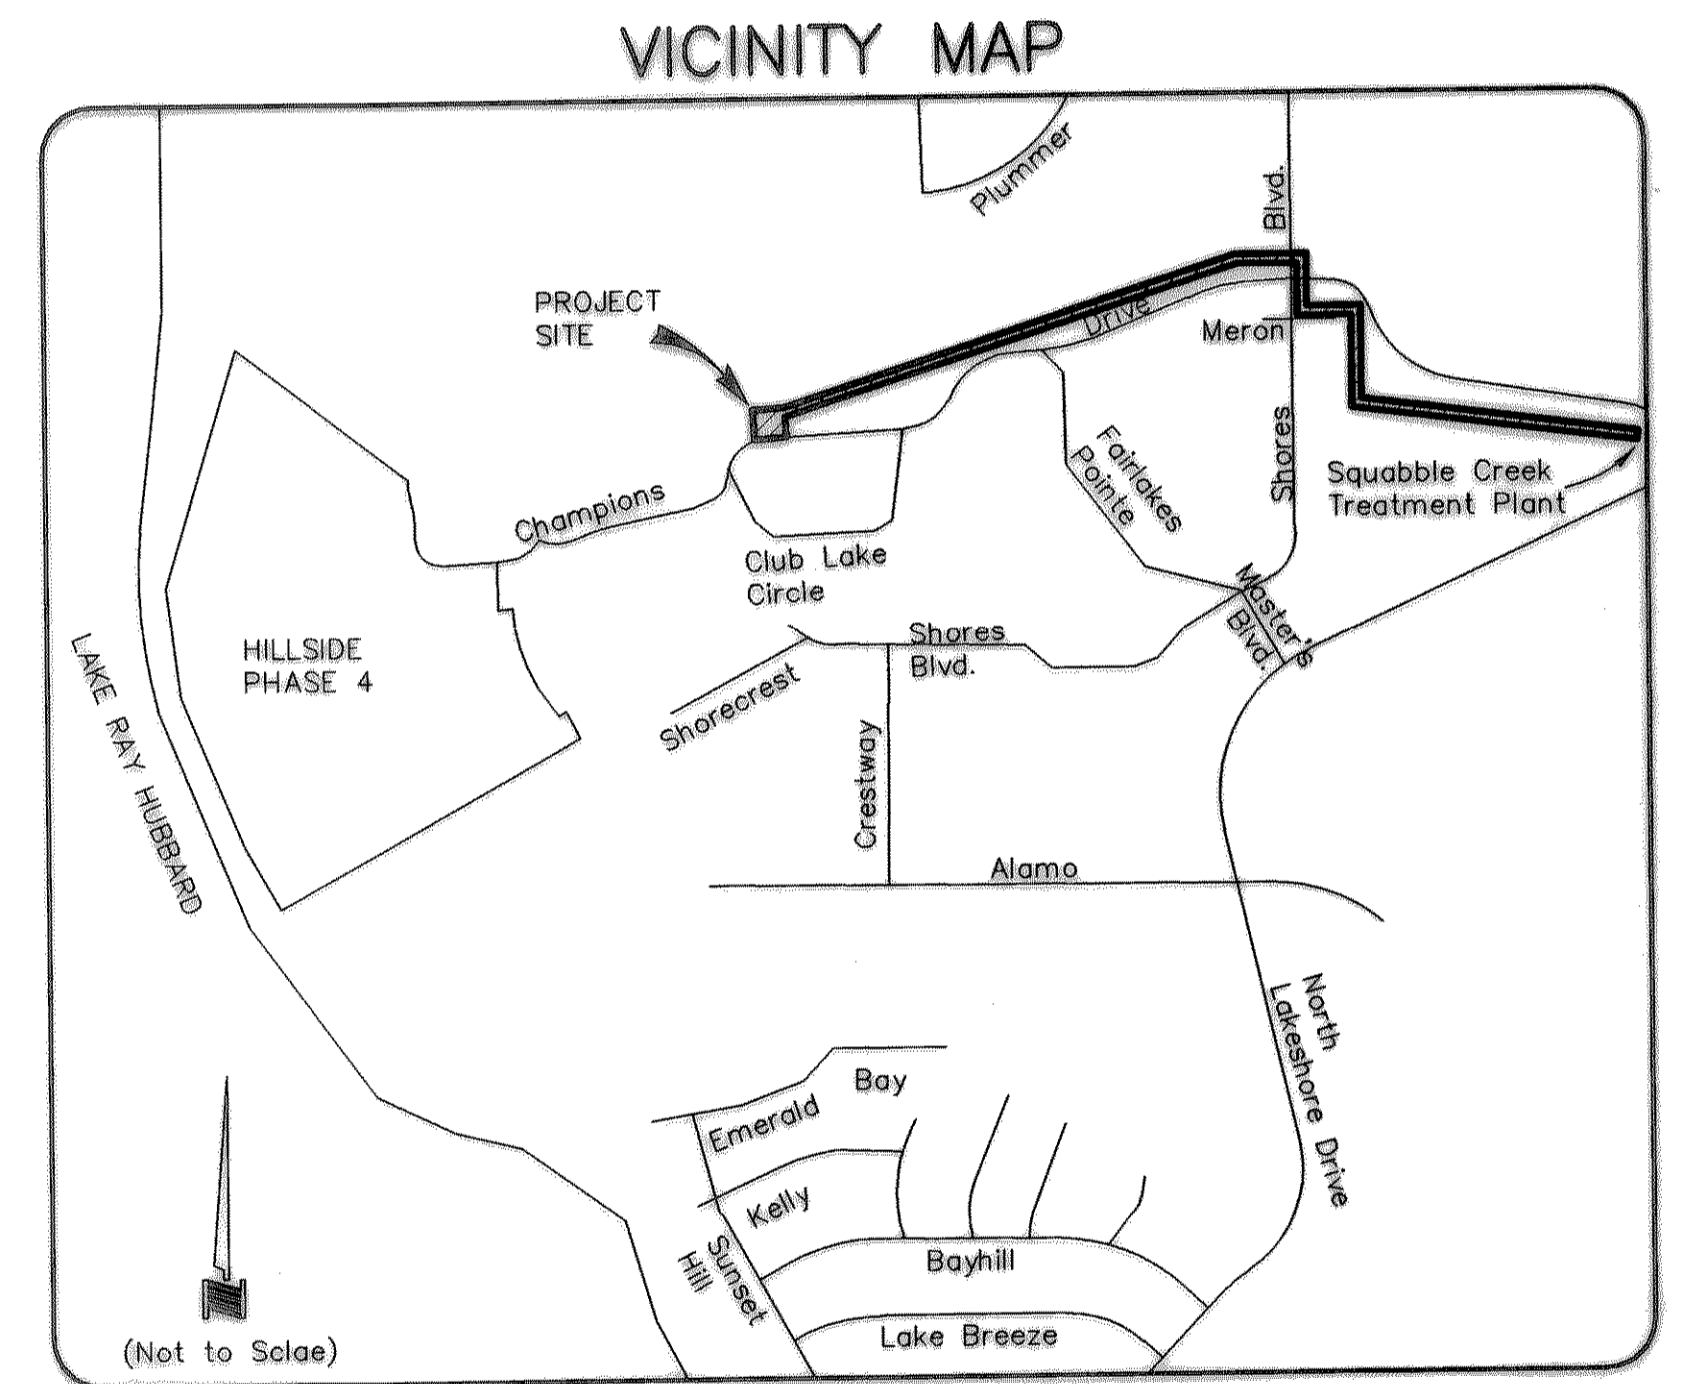 VICINITY MAP
Plummer
Blvd.
PROJECT
SITE
Drive
Meron
Shores
Fairlakes
Pointe
Squabble Creek
Treatment Plant
Champions
Club Lake
Circle
Master's
Blvd.
Shores
Blvd.
HILLSIDE
PHASE 4
Shorecrest
LAKE RAY HUBBARD
Crestway
Alamo
North
Lakeshore Drive
Bay
Emerald
Kelly
Sunset
Hill
Bayhill
Lake Breeze
N
(Not to Sclae)